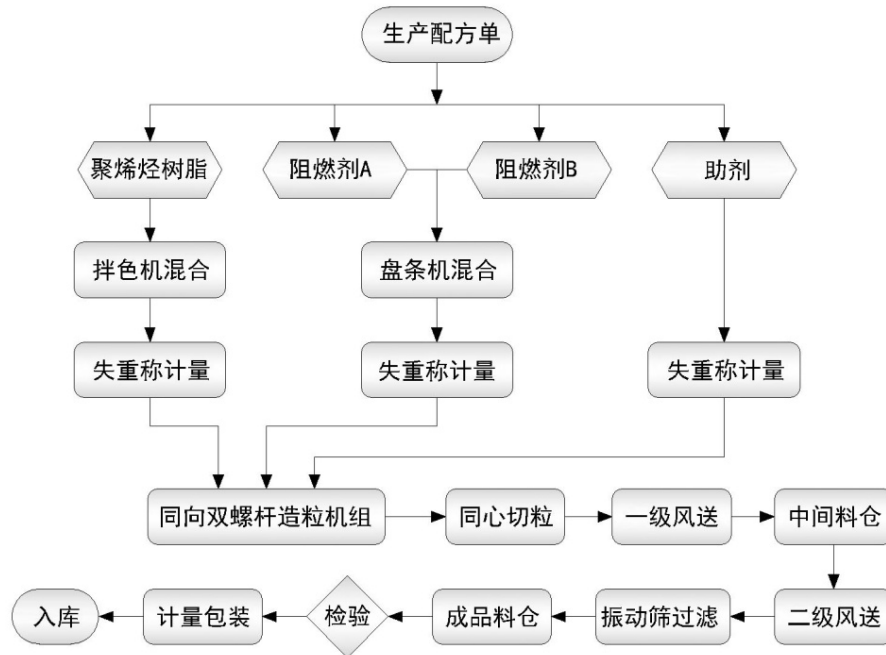 生产配方单
聚烯烃树脂
阻燃剂A
阻燃剂B
助剂
拌色机混合
盘条机混合
失重称计量
失重称计量
失重称计量
同向双螺杆造粒机组
同心切粒
一级风送
中间料仓
入库
计量包装
检验
成品料仓
振动筛过滤
二级风送